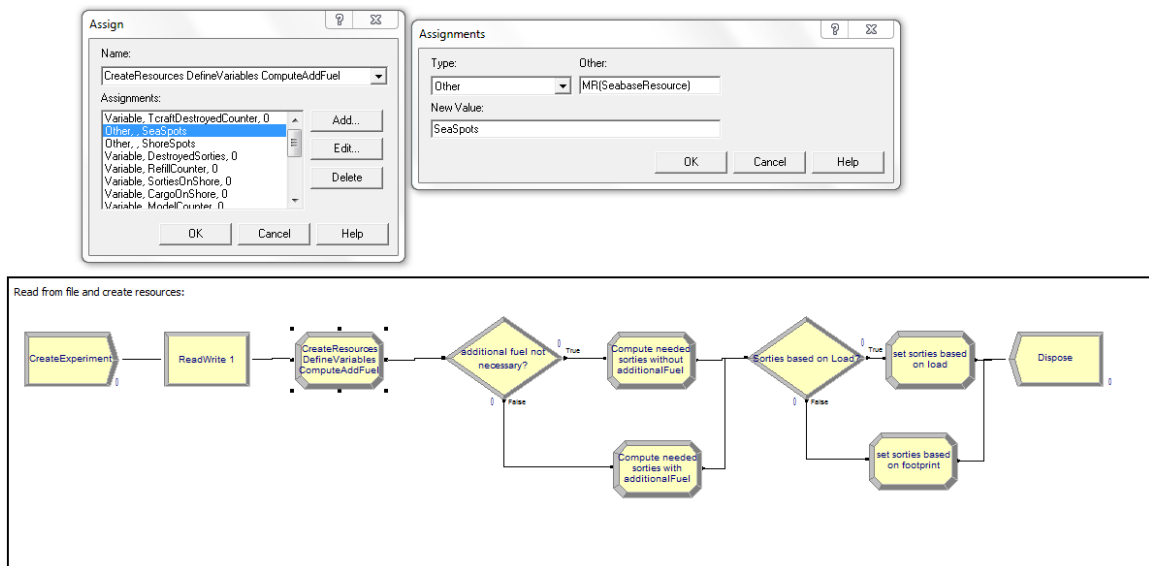 Assign
Name:
CreateResources DefineVariables ComputeAddFuel
Assignments:
Variable, TcraftDestroyedCounter, 0
Other, , SeaSpots
Other, , ShoreSpots
Variable, DestroyedSorties, 0
Variable, RefillCounter, 0
Variable, SortiesOnShore, 0
Variable, CargoOnShore, 0
Variable, ModelCounter, 0
Add...
Edit...
Delete
OK
Cancel
Help
Assignments
Type:
Other:
Other
MR(SeabaseResource)
New Value:
SeaSpots
OK
Cancel
Help
Read from file and create resources:
CreateExperiment
0
ReadWrite 1
CreateResources
DefineVariables
ComputeAddFuel
additional fuel not
necessary?
0
True
0
False
Compute needed
sorties without
additionalFuel
Compute needed
sorties with
additionalFuel
Sorties based on Load?
0
True
0
False
set sorties based
on load
set sorties based
on footprint
Dispose
0